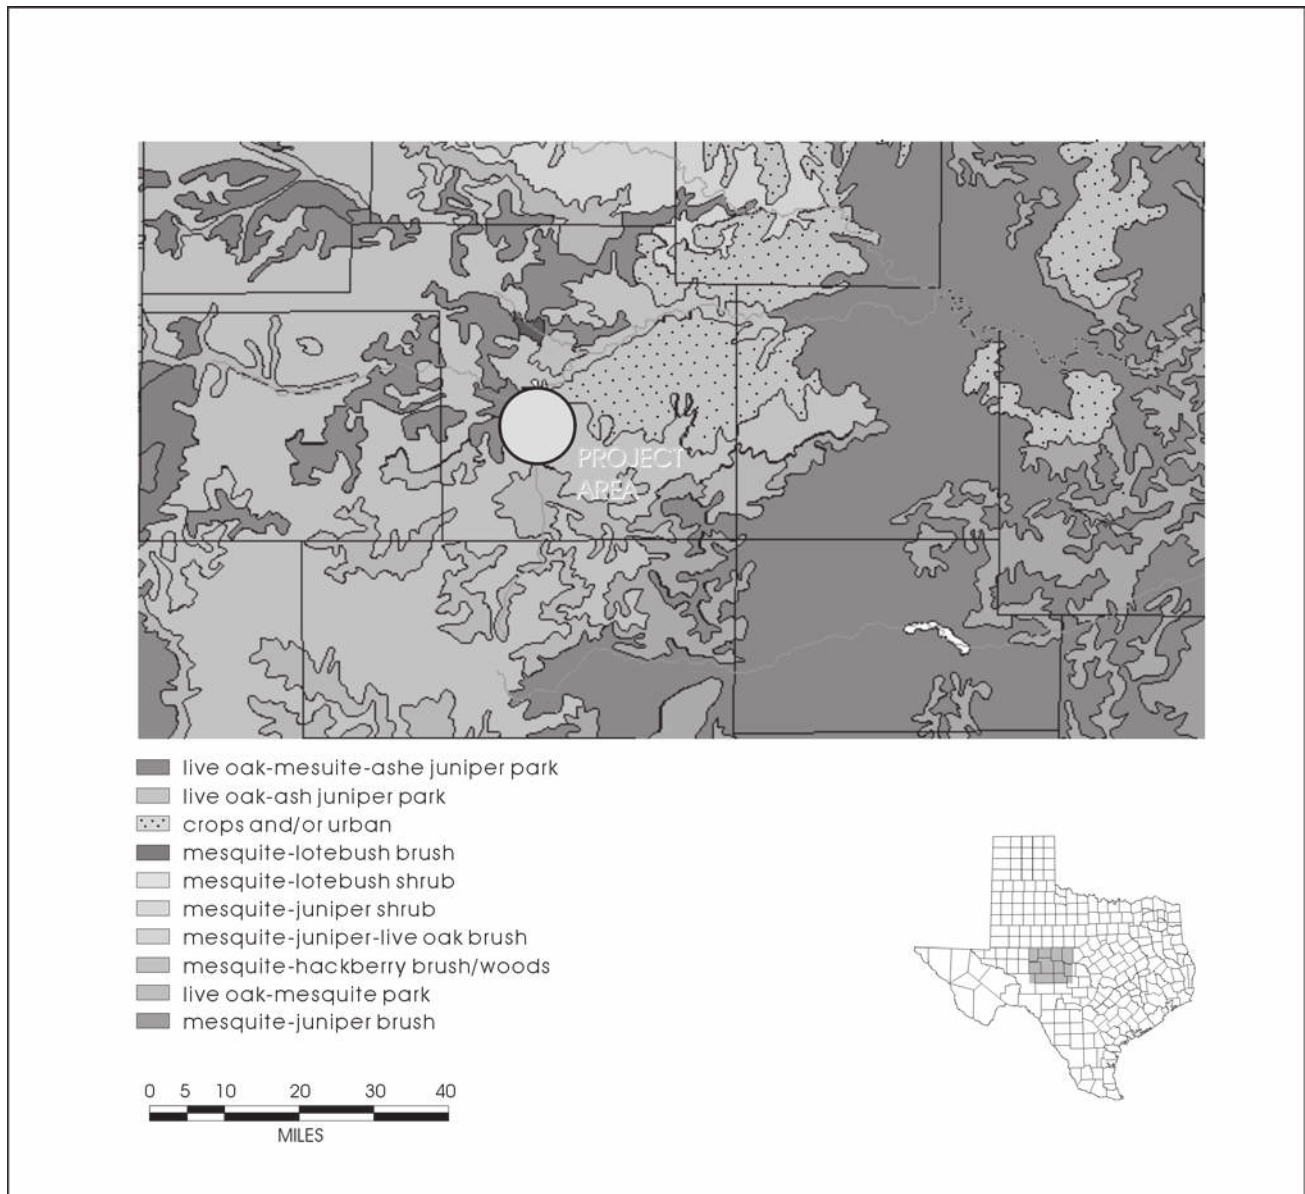 PROJECT
AREA
live oak-mesuite-ashe juniper park
live oak-ash juniper park
crops and/or urban
mesquite-lotebush brush
mesquite-lotebush shrub
mesquite-juniper shrub
mesquite-juniper-live oak brush
mesquite-hackberry brush/woods
live oak-mesquite park
mesquite-juniper brush
0 5 10 20 30 40
MILES